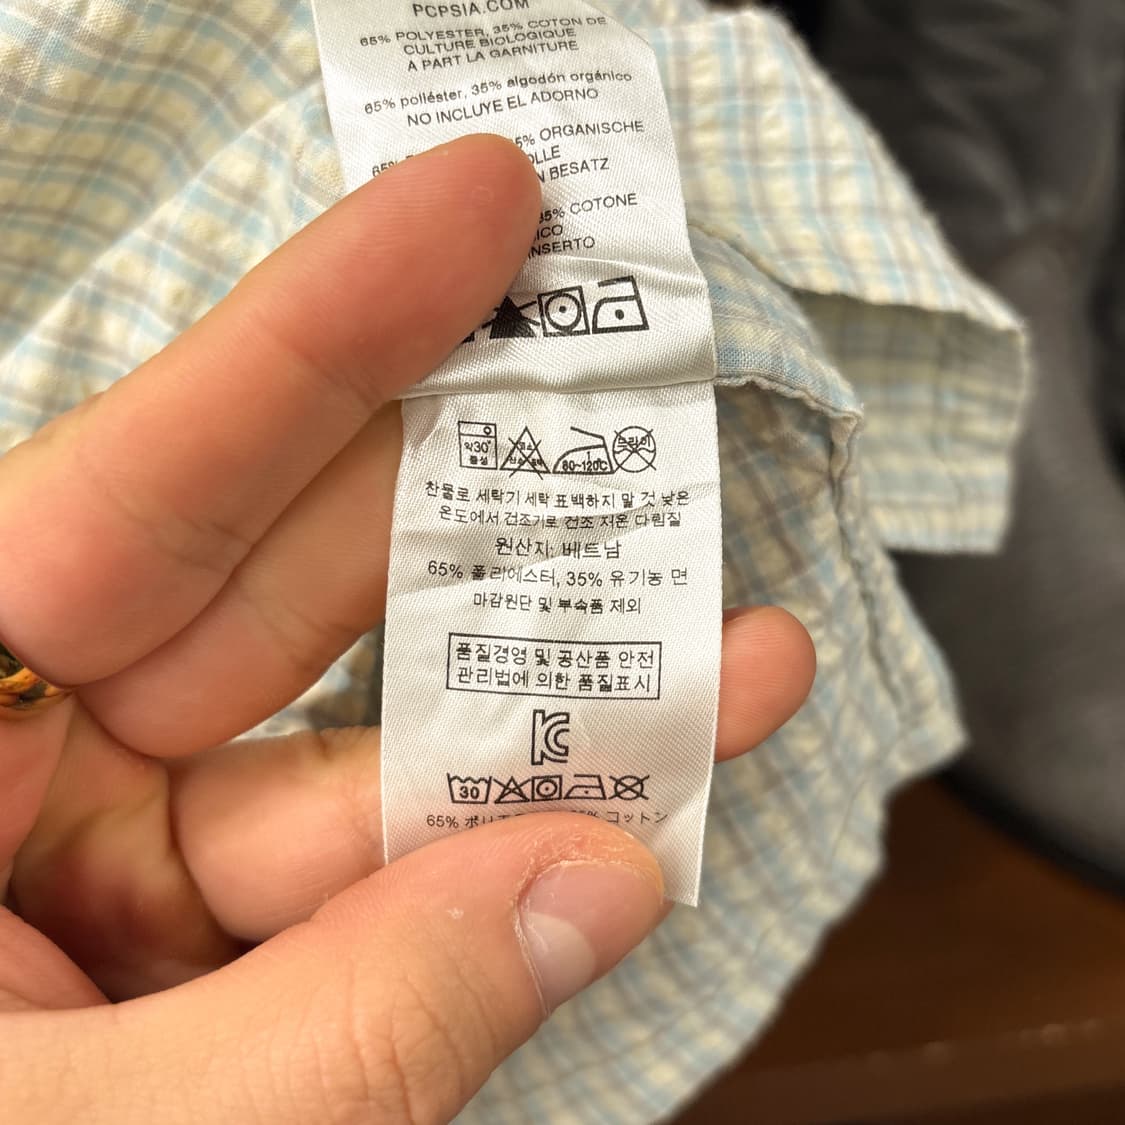 PCPSIA.COM
65% POLYESTER, 35% COTON DE
CULTURE BIOLOGIQUE
A PART LA GARNITURE
65% poliéster, 35% algodón orgánico
NO INCLUYE EL ADORNO
65% 5% ORGANISCHE
OLLE
N BESATZ
35% COTONE
ICO
INSERTO
약30°
중성
80~120℃
드라이
찬물로 세탁기 세탁 표백하지 말 것 낮은
온도에서 건조기로 건조 저온 다림질
원산지: 베트남
65% 폴리에스터, 35% 유기농 면
마감원단 및 부속품 제외
품질경영 및 공산품 안전
관리법에 의한 품질표시
KC
30
65% ポリエ % コットン